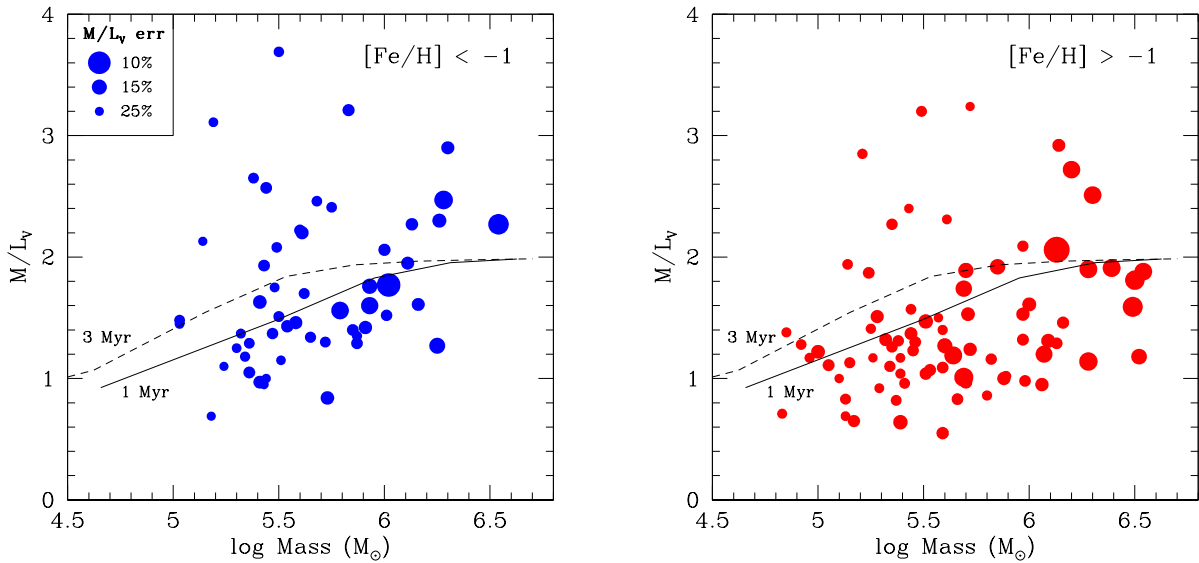 M/L_V err
10%
15%
25%
[Fe/H] < −1
3 Myr
1 Myr
M/L_V
0
1
2
3
4
4.5 5 5.5 6 6.5
log Mass (M_⊙)
[Fe/H] > −1
3 Myr
1 Myr
M/L_V
0
1
2
3
4
4.5 5 5.5 6 6.5
log Mass (M_⊙)